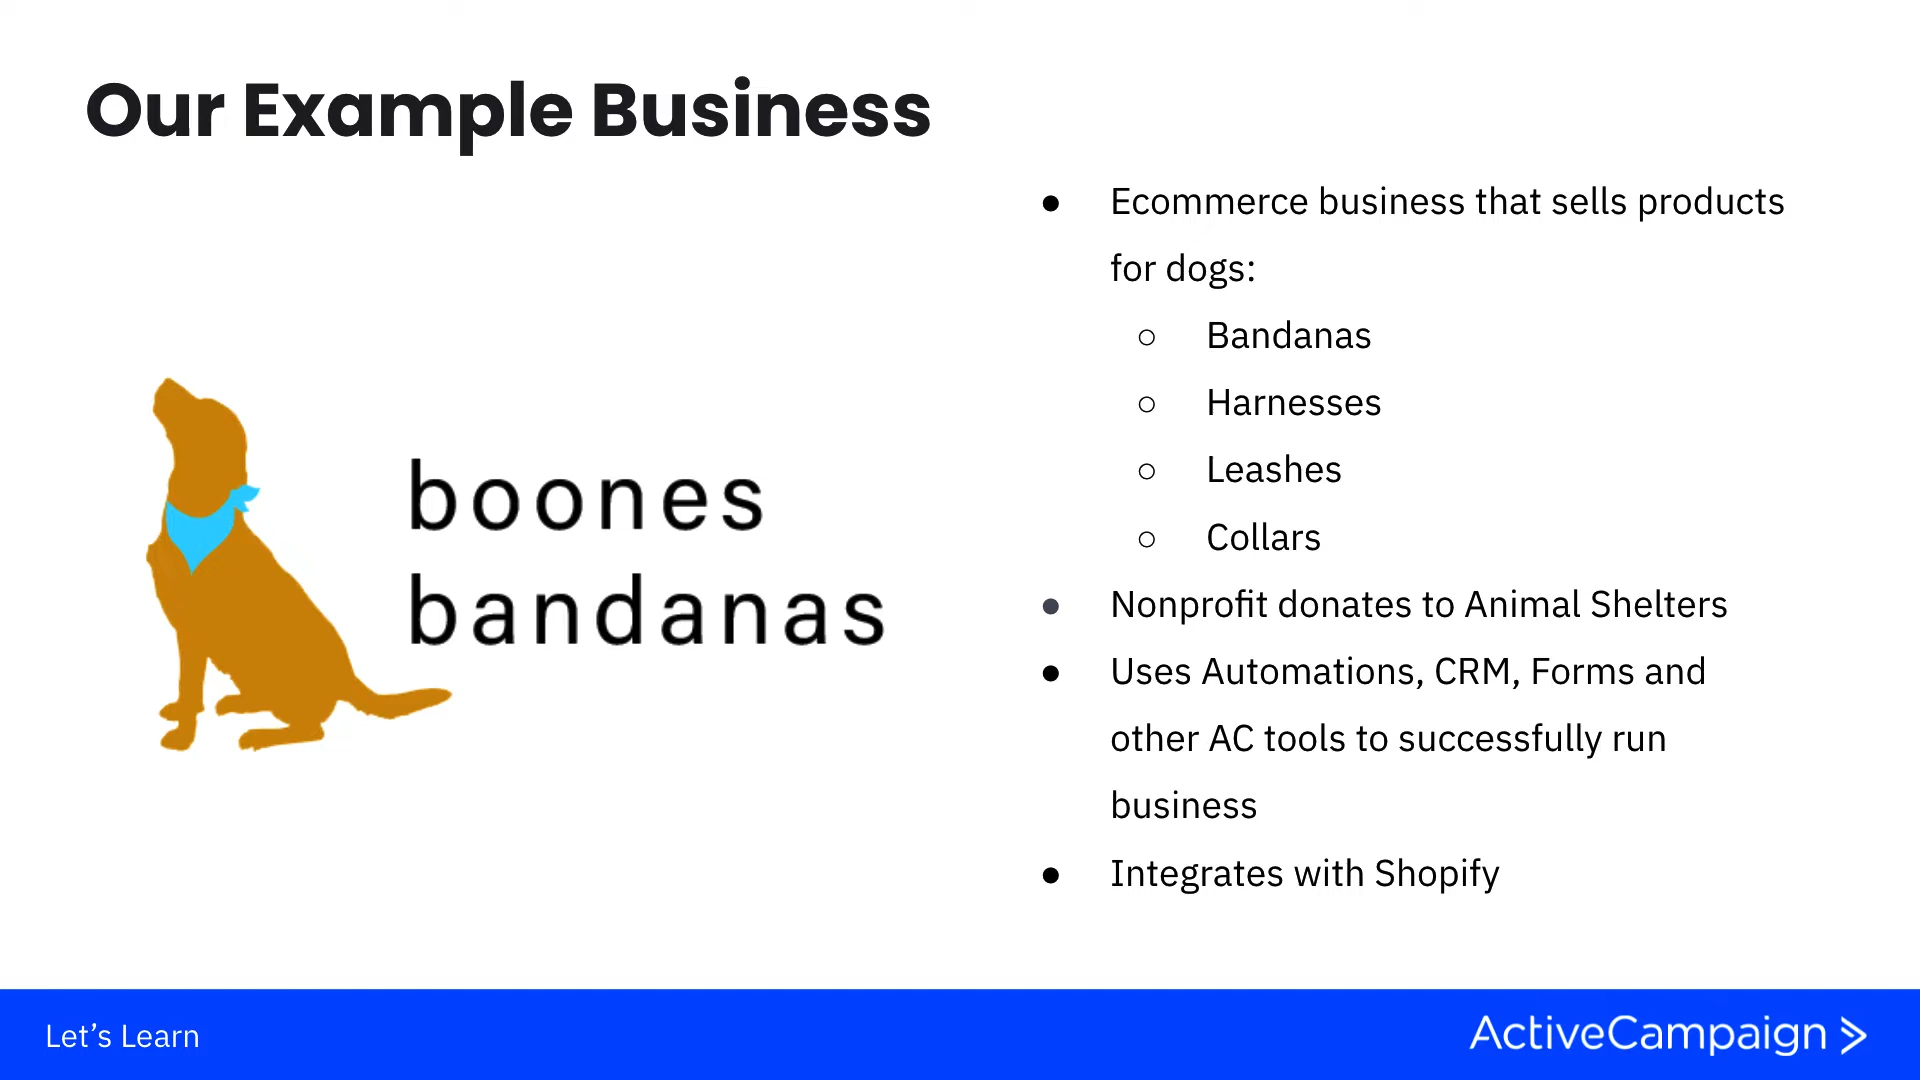 Our Example Business
boones
bandanas
● Ecommerce business that sells products
for dogs:
○ Bandanas
○ Harnesses
○ Leashes
○ Collars
● Nonprofit donates to Animal Shelters
● Uses Automations, CRM, Forms and
other AC tools to successfully run
business
● Integrates with Shopify
Let’s Learn
ActiveCampaign